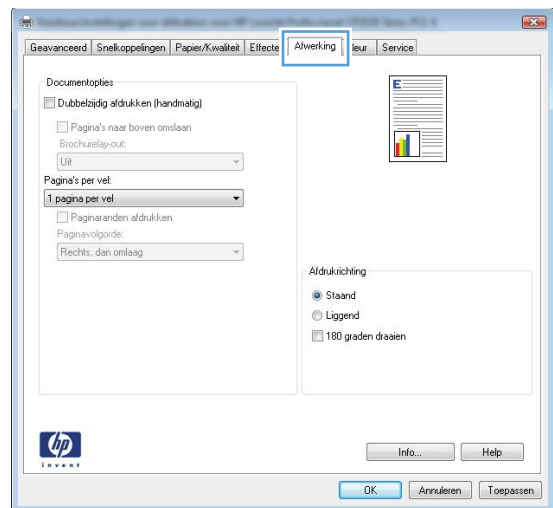 Geavanceerd Snelkoppelingen Papier/Kwaliteit Effecte Afwerking leur Service
Documentopties
Dubbelzijdig afdrukken (handmatig)
Pagina's naar boven omslaan
Brochurelay-out:
Uit
Pagina's per vel:
1 pagina per vel
Paginaranden afdrukken
Paginavolgorde:
Rechts, dan omlaag
E
Afdrukrichting
Staand
Liggend
180 graden draaien
hp
invent
Info... Help
OK Annuleren Toepassen